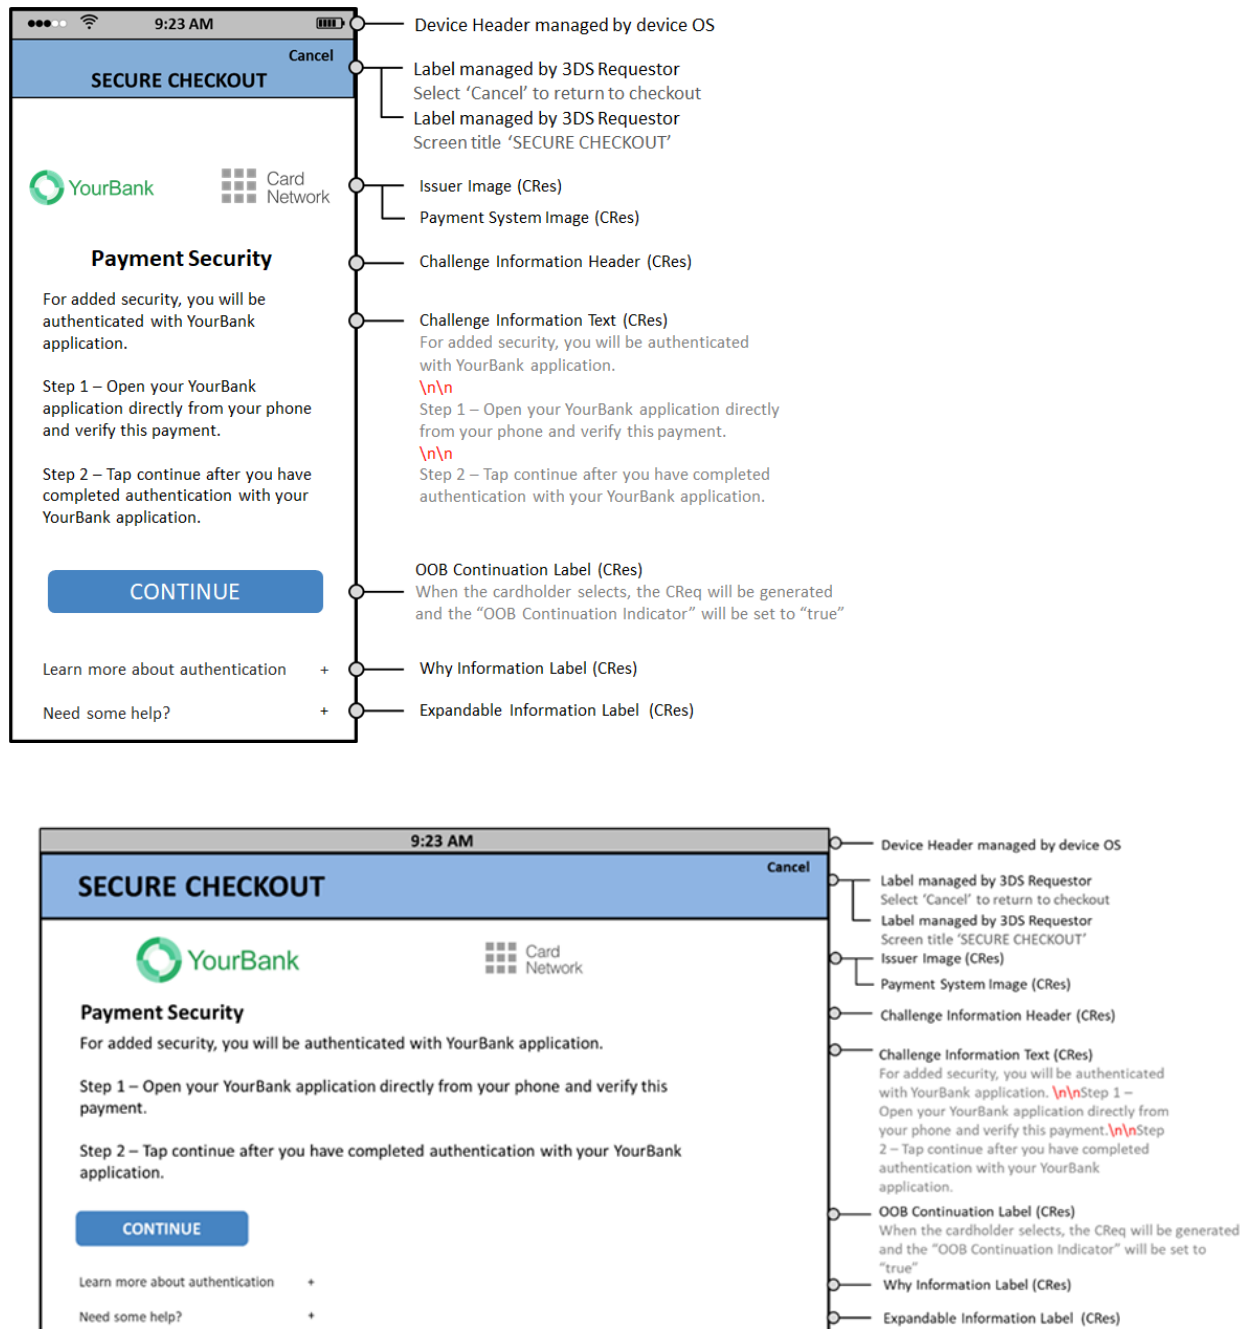 9:23 AM
Cancel
SECURE CHECKOUT
YourBank
Card
Network
Payment Security
For added security, you will be
authenticated with YourBank
application.
Step 1 – Open your YourBank
application directly from your phone
and verify this payment.
Step 2 – Tap continue after you have
completed authentication with your
YourBank application.
CONTINUE
Learn more about authentication +
Need some help? +
Device Header managed by device OS
Label managed by 3DS Requestor
Select ‘Cancel’ to return to checkout
Label managed by 3DS Requestor
Screen title ‘SECURE CHECKOUT’
Issuer Image (CRes)
Payment System Image (CRes)
Challenge Information Header (CRes)
Challenge Information Text (CRes)
For added security, you will be authenticated
with YourBank application.
\n\n
Step 1 – Open your YourBank application directly
from your phone and verify this payment.
\n\n
Step 2 – Tap continue after you have completed
authentication with your YourBank application.
OOB Continuation Label (CRes)
When the cardholder selects, the CReq will be generated
and the “OOB Continuation Indicator” will be set to “true”
Why Information Label (CRes)
Expandable Information Label (CRes)
9:23 AM
Cancel
SECURE CHECKOUT
YourBank
Card
Network
Payment Security
For added security, you will be authenticated with YourBank application.
Step 1 – Open your YourBank application directly from your phone and verify this
payment.
Step 2 – Tap continue after you have completed authentication with your YourBank
application.
CONTINUE
Learn more about authentication +
Need some help? +
Device Header managed by device OS
Label managed by 3DS Requestor
Select ‘Cancel’ to return to checkout
Label managed by 3DS Requestor
Screen title ‘SECURE CHECKOUT’
Issuer Image (CRes)
Payment System Image (CRes)
Challenge Information Header (CRes)
Challenge Information Text (CRes)
For added security, you will be authenticated
with YourBank application. \n\nStep 1 –
Open your YourBank application directly from
your phone and verify this payment.\n\nStep
2 – Tap continue after you have completed
authentication with your YourBank
application.
OOB Continuation Label (CRes)
When the cardholder selects, the CReq will be generated
and the “OOB Continuation Indicator” will be set to
“true”
Why Information Label (CRes)
Expandable Information Label (CRes)